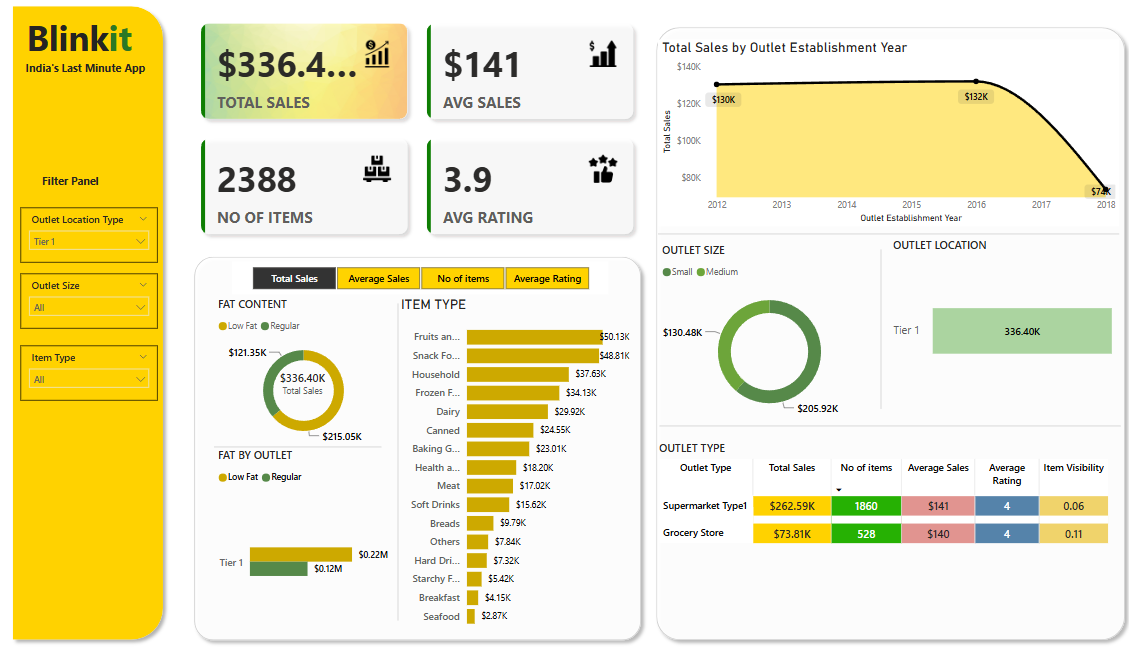 Blinkit
India's Last Minute App
Filter Panel
Outlet Location Type
Tier 1
Outlet Size
All
Item Type
All
$336.4...
TOTAL SALES
$141
AVG SALES
2388
NO OF ITEMS
3.9
AVG RATING
Total Sales Average Sales No of items Average Rating
FAT CONTENT
Low Fat Regular
$121.35K
$336.40K
Total Sales
$215.05K
FAT BY OUTLET
Low Fat Regular
Tier 1
$0.22M
$0.12M
ITEM TYPE
Fruits an... $50.13K
Snack Fo... $48.81K
Household $37.63K
Frozen F... $34.13K
Dairy $29.92K
Canned $24.55K
Baking G... $23.01K
Health a... $18.20K
Meat $17.02K
Soft Drinks $15.62K
Breads $9.79K
Others $7.84K
Hard Dri... $7.32K
Starchy F... $5.42K
Breakfast $4.15K
Seafood $2.87K
Total Sales by Outlet Establishment Year
Total Sales
$140K
$120K
$100K
$80K
$130K
$132K
$74K
2012 2013 2014 2015 2016 2017 2018
Outlet Establishment Year
OUTLET SIZE
Small Medium
$130.48K
$205.92K
OUTLET LOCATION
Tier 1 336.40K
OUTLET TYPE
Outlet Type Total Sales No of items Average Sales Average Rating Item Visibility
Supermarket Type1 $262.59K 1860 $141 4 0.06
Grocery Store $73.81K 528 $140 4 0.11